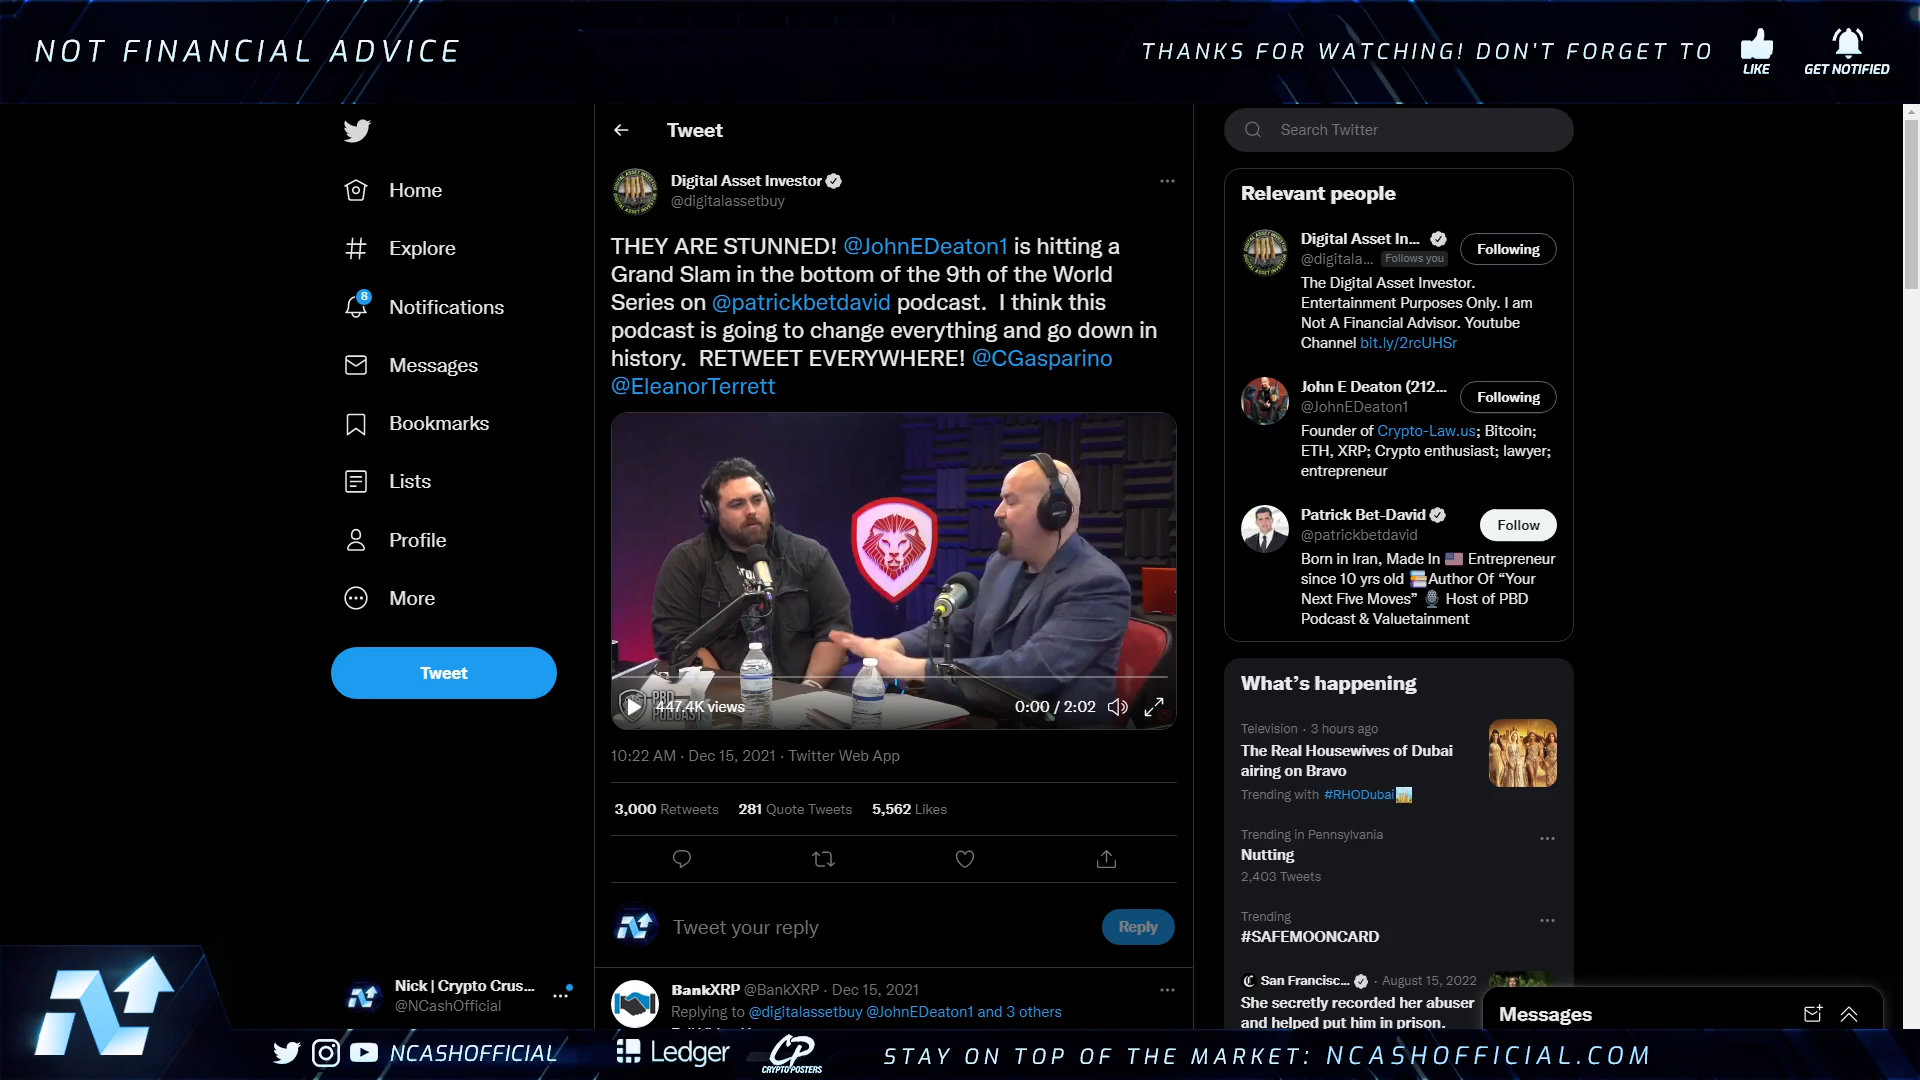 NOT FINANCIAL ADVICE
THANKS FOR WATCHING! DON'T FORGET TO
LIKE
GET NOTIFIED
Home
Explore
8
Notifications
Messages
Bookmarks
Lists
Profile
More
Tweet
Nick | Crypto Crus...
@NCashOfficial
Tweet
Digital Asset Investor
@digitalassetbuy
THEY ARE STUNNED! @JohnEDeaton1 is hitting a
Grand Slam in the bottom of the 9th of the World
Series on @patrickbetdavid podcast. I think this
podcast is going to change everything and go down in
history. RETWEET EVERYWHERE! @CGasparino
@EleanorTerrett
PBD
PODCAST
447.4K views
0:00 / 2:02
10:22 AM · Dec 15, 2021 · Twitter Web App
3,000 Retweets 281 Quote Tweets 5,562 Likes
Tweet your reply
Reply
BankXRP @BankXRP · Dec 15, 2021
Replying to @digitalassetbuy @JohnEDeaton1 and 3 others
Search Twitter
Relevant people
Digital Asset In...
@digitala... Follows you
Following
The Digital Asset Investor.
Entertainment Purposes Only. I am
Not A Financial Advisor. Youtube
Channel bit.ly/2rcUHSr
John E Deaton (212...
@JohnEDeaton1
Following
Founder of Crypto-Law.us; Bitcoin;
ETH, XRP; Crypto enthusiast; lawyer;
entrepreneur
Patrick Bet-David
@patrickbetdavid
Follow
Born in Iran, Made In 🇺🇸 Entrepreneur
since 10 yrs old 📚Author Of “Your
Next Five Moves” 🎙 Host of PBD
Podcast & Valuetainment
What’s happening
Television · 3 hours ago
The Real Housewives of Dubai
airing on Bravo
Trending with #RHODubai
Trending in Pennsylvania
Nutting
2,403 Tweets
Trending
#SAFEMOONCARD
San Francisc... · August 15, 2022
She secretly recorded her abuser
and helped put him in prison.
Messages
NCASHOFFICIAL
Ledger
CP
CRYPTOPOSTERS
STAY ON TOP OF THE MARKET: NCASHOFFICIAL.COM